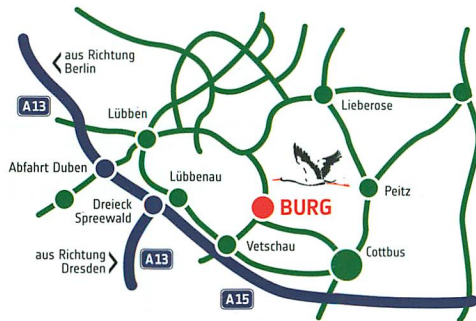 aus Richtung
Berlin
A13
Lübben
Lieberose
Abfahrt Duben
Lübbenau
Peitz
Dreieck
Spreewald
BURG
aus Richtung
Dresden
A13
Vetschau
Cottbus
A15